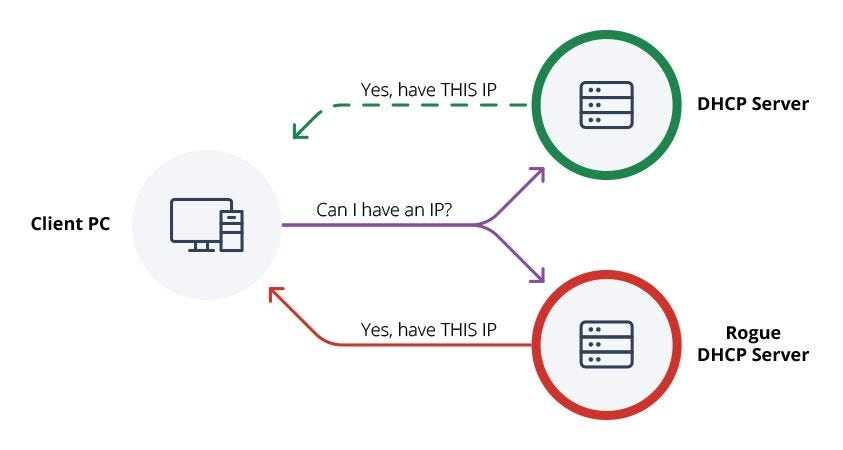 Yes, have THIS IP
DHCP Server
Can I have an IP?
Client PC
Yes, have THIS IP
Rogue
DHCP Server